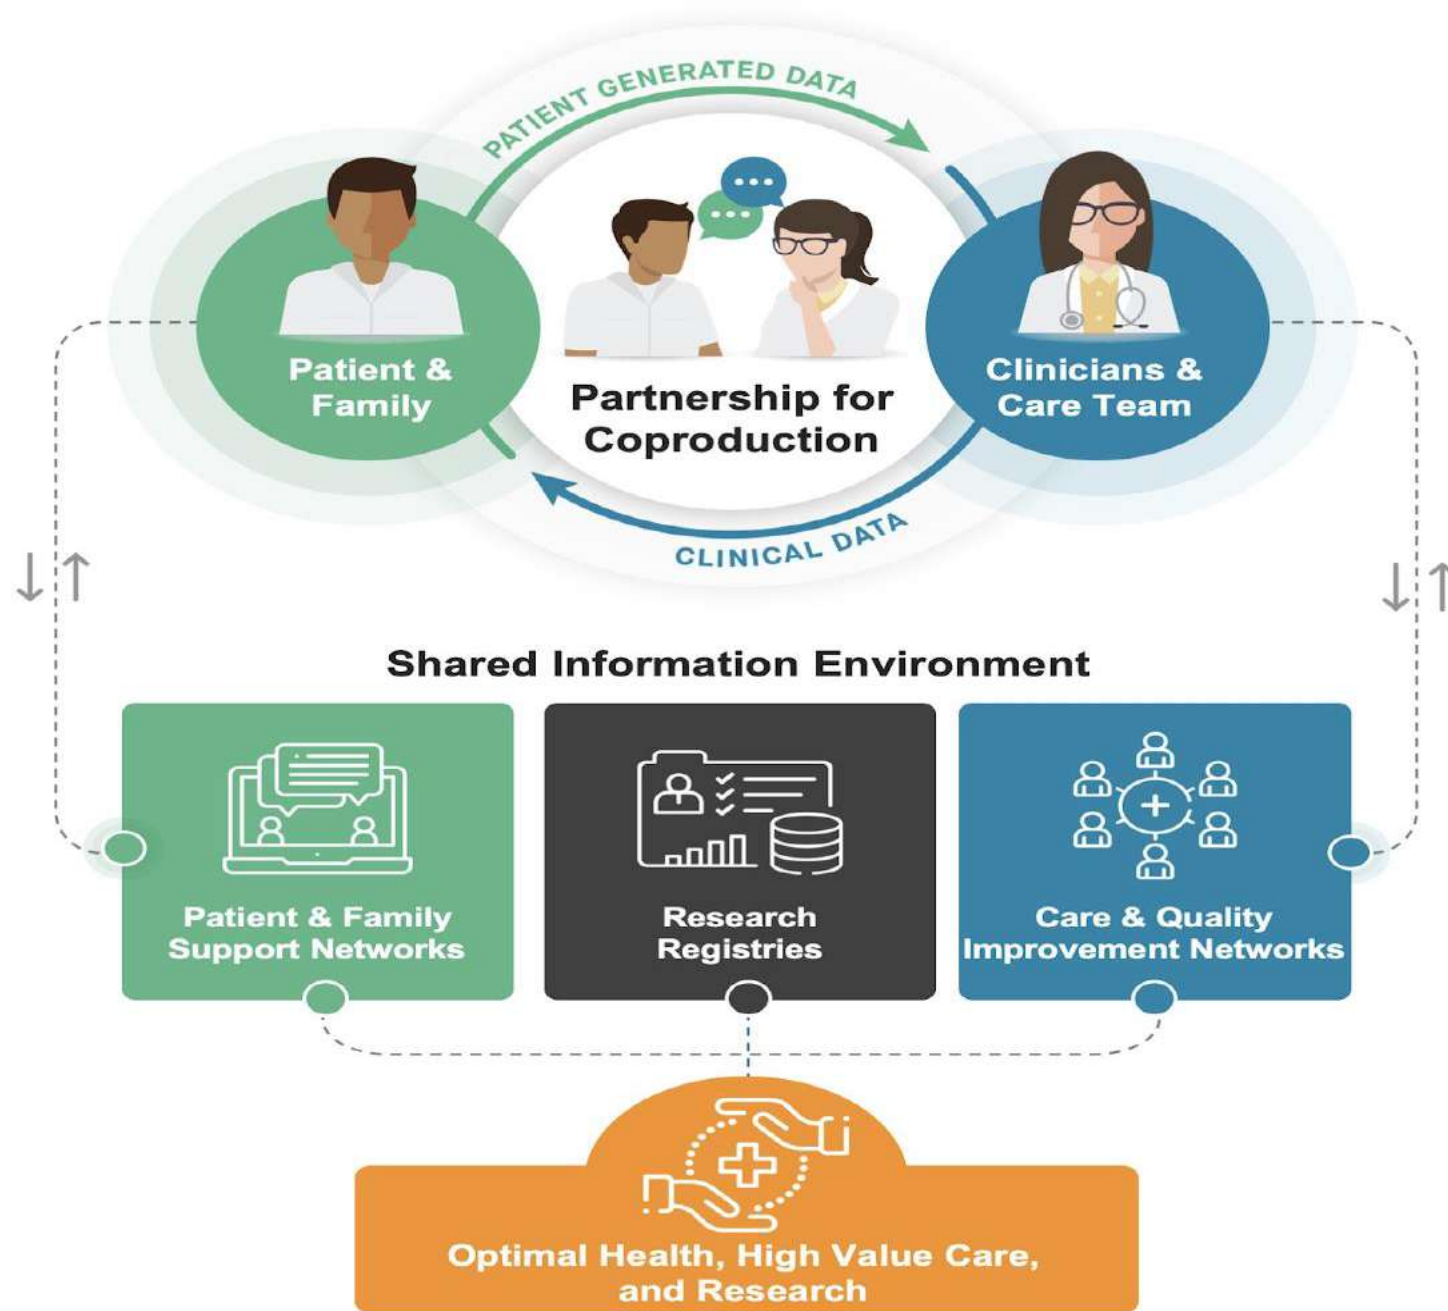 PATIENT GENERATED DATA
Patient &
Family
Partnership for
Coproduction
Clinicians &
Care Team
CLINICAL DATA
Shared Information Environment
Patient & Family
Support Networks
Research
Registries
Care & Quality
Improvement Networks
Optimal Health, High Value Care,
and Research